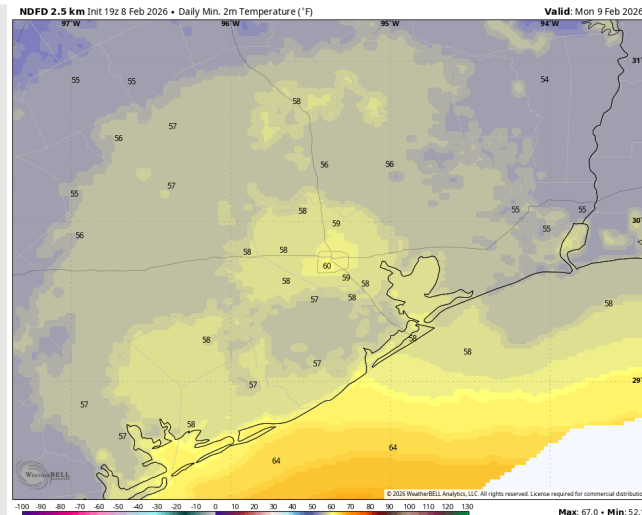 NDFD 2.5 km Init 19z 8 Feb 2026 • Daily Min. 2m Temperature (°F)
Valid: Mon 9 Feb 2026
97°W 96°W 95°W 94°W
31°
55 55 54
58
57
56
56 56
57
55
58 55 55
59 30°
56 55
58 58
60
59
58 58
57 58
58
58 58
58
57
29°
57
57
58
57
64
64
WeatherBELL
© 2026 WeatherBELL Analytics, LLC. All rights reserved. License required for commercial distributi
-100 -90 -80 -70 -60 -50 -40 -30 -20 -10 0 10 20 30 40 50 60 70 80 90 100 110 120 130
Max: 67.0 • Min: 52.